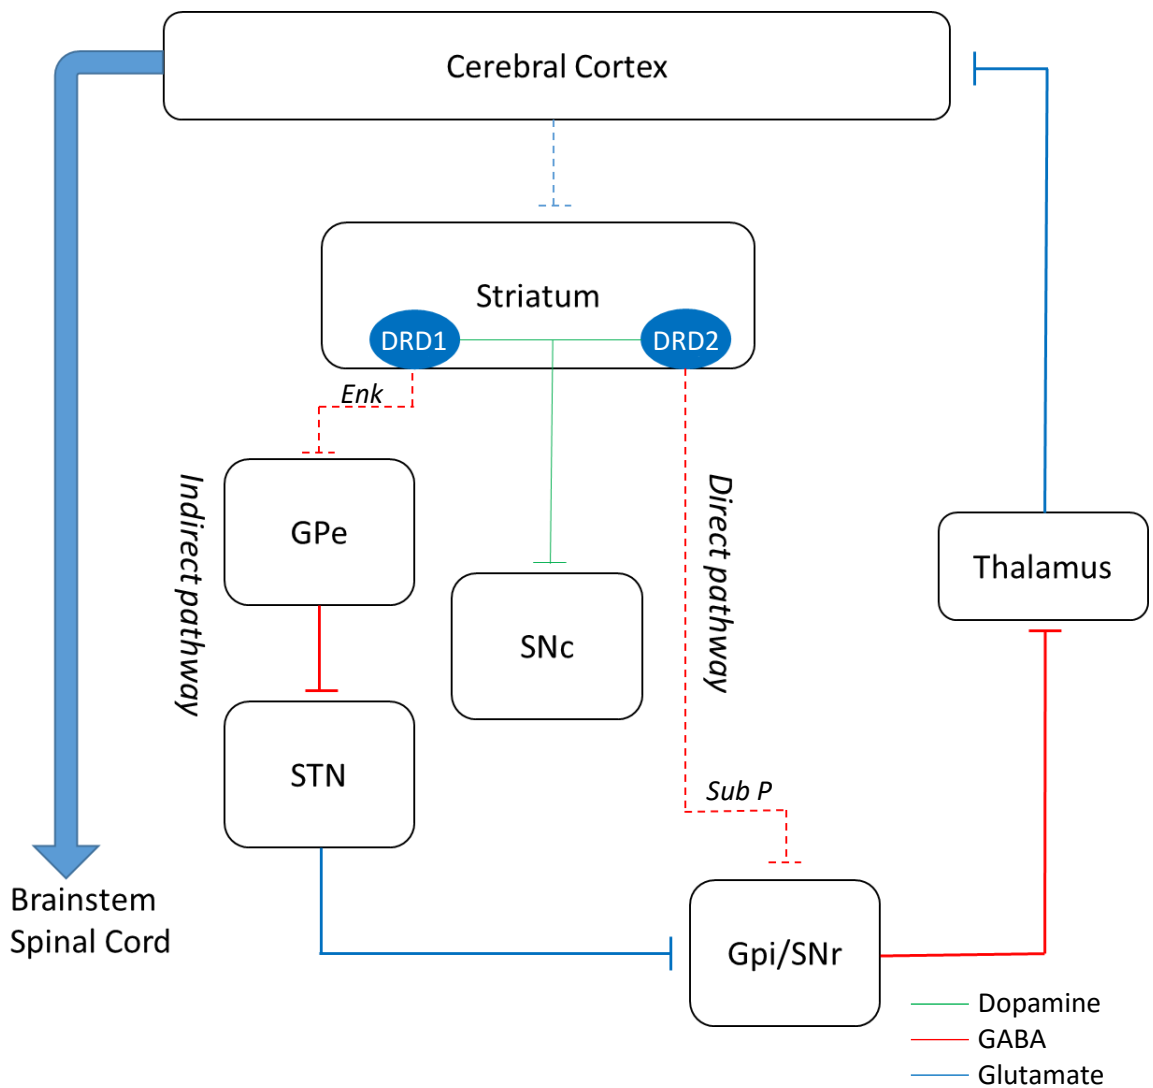 Cerebral Cortex
Striatum
DRD1
DRD2
Enk
Indirect pathway
GPe
Direct pathway
Thalamus
SNc
STN
Sub P
Brainstem
Spinal Cord
Gpi/SNr
Dopamine
GABA
Glutamate